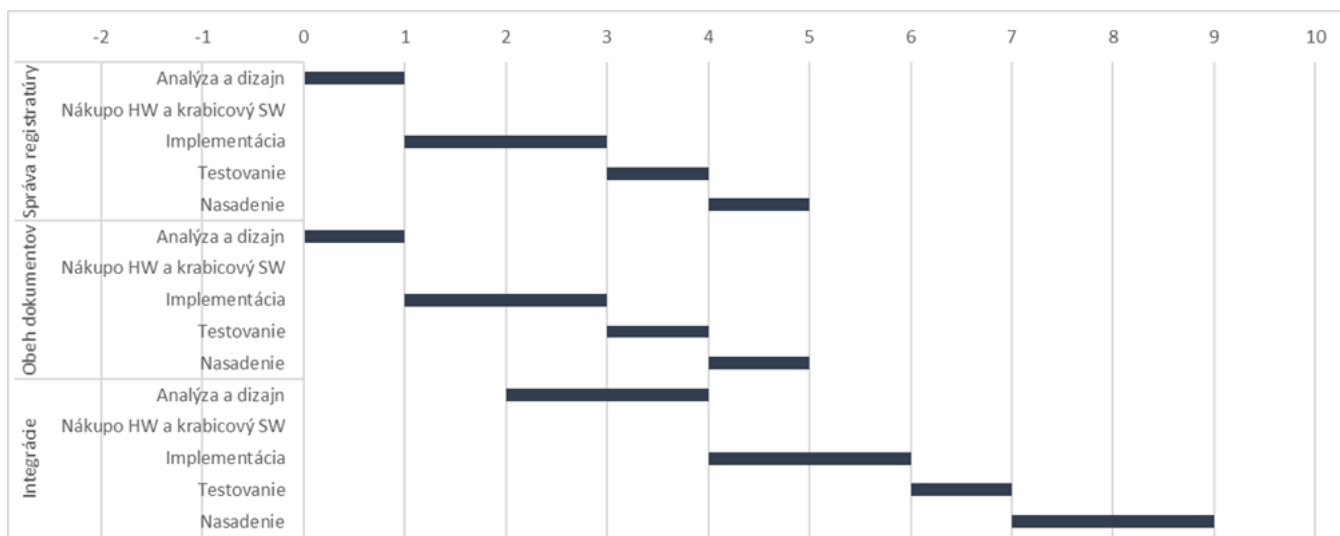 -2 -1 0 1 2 3 4 5 6 7 8 9 10
Správa registratúry
Analýza a dizajn
Nákupo HW a krabicový SW
Implementácia
Testovanie
Nasadenie
Obeh dokumentov
Analýza a dizajn
Nákupo HW a krabicový SW
Implementácia
Testovanie
Nasadenie
Integrácie
Analýza a dizajn
Nákupo HW a krabicový SW
Implementácia
Testovanie
Nasadenie